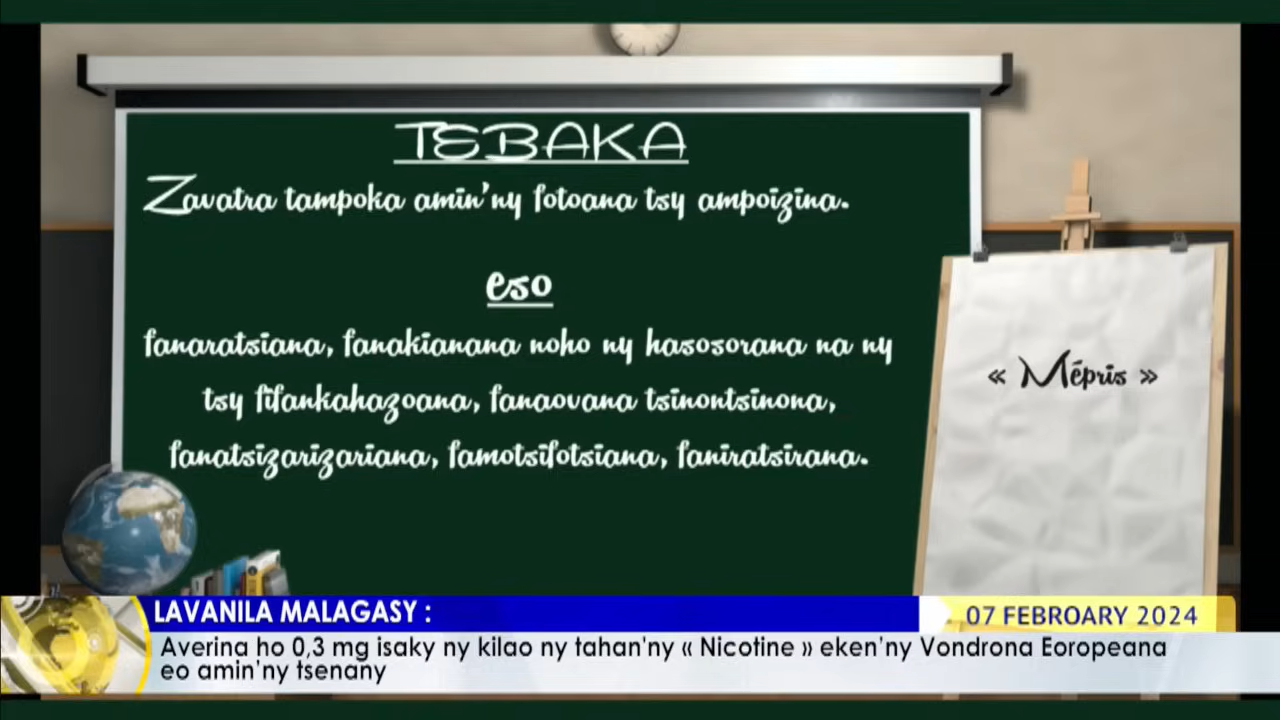 TEBAKA
Zavatra tampoka amin'ny fotoana tsy ampoizina.
eso
fanaratsiana, fanakianana noho ny hasosorana na ny
tsy fifankahazoana, fanaovana tsinontsinona,
fanatsizarizariana, famotsifotsiana, faniratsirana.
« Mépris »
LAVANILA MALAGASY :
07 FEBROARY 2024
Averina ho 0,3 mg isaky ny kilao ny tahan'ny « Nicotine » eken'ny Vondrona Eoropeana
eo amin'ny tsenany